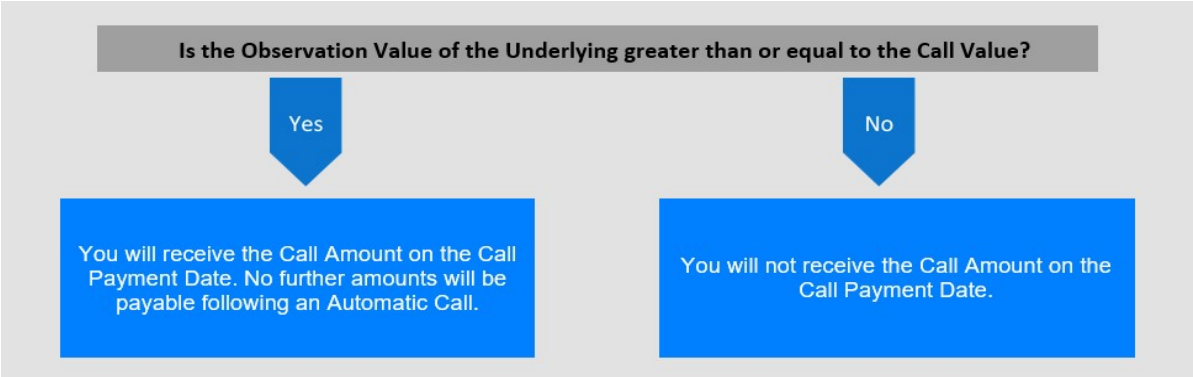 Is the Observation Value of the Underlying greater than or equal to the Call Value?
Yes
No
You will receive the Call Amount on the Call
Payment Date. No further amounts will be
payable following an Automatic Call.
You will not receive the Call Amount on the
Call Payment Date.